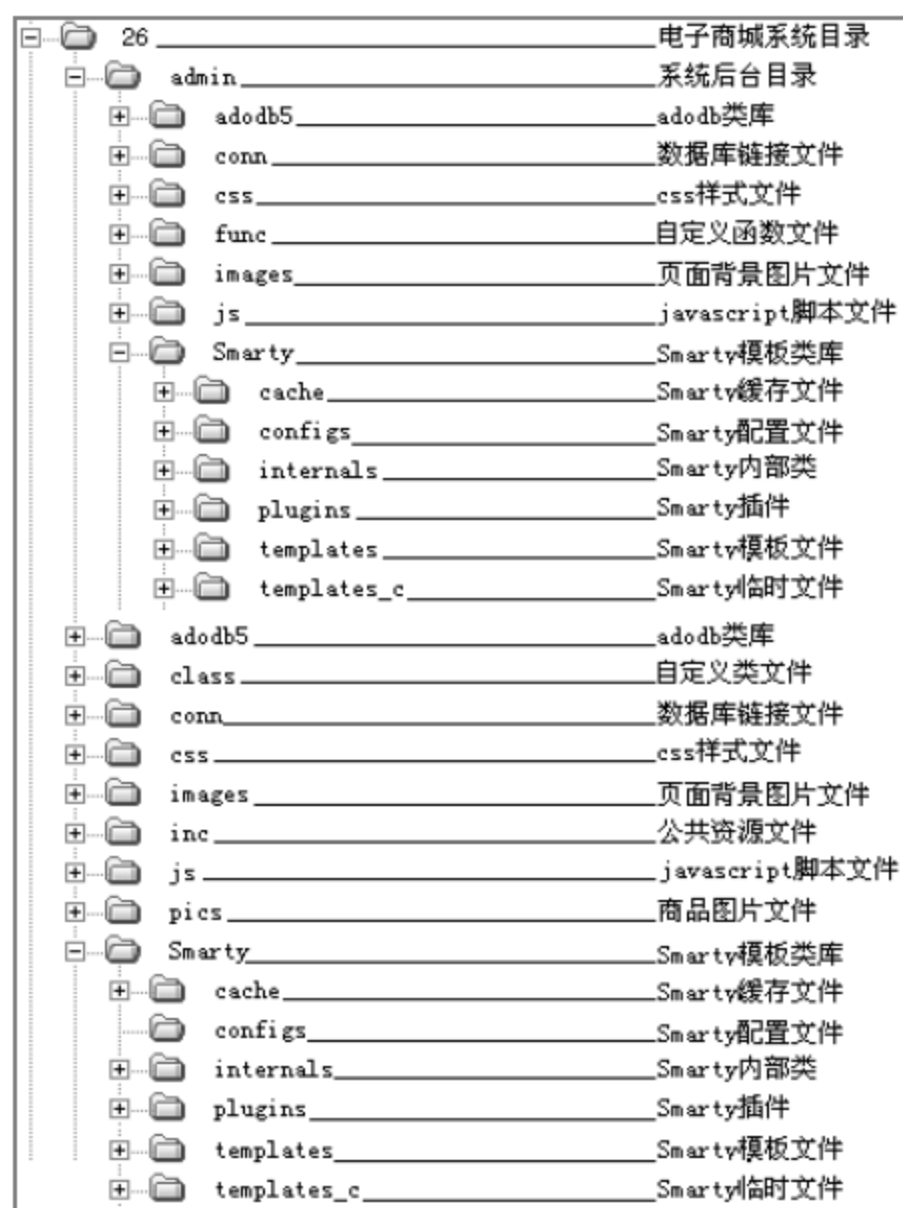 26 电子商城系统目录
admin 系统后台目录
adodb5 adodb类库
conn 数据库链接文件
css css样式文件
func 自定义函数文件
images 页面背景图片文件
js javascript脚本文件
Smarty Smarty模板类库
cache Smarty缓存文件
configs Smarty配置文件
internals Smarty内部类
plugins Smarty插件
templates Smarty模板文件
templates_c Smarty临时文件
adodb5 adodb类库
class 自定义类文件
conn 数据库链接文件
css css样式文件
images 页面背景图片文件
inc 公共资源文件
js javascript脚本文件
pics 商品图片文件
Smarty Smarty模板类库
cache Smarty缓存文件
configs Smarty配置文件
internals Smarty内部类
plugins Smarty插件
templates Smarty模板文件
templates_c Smarty临时文件